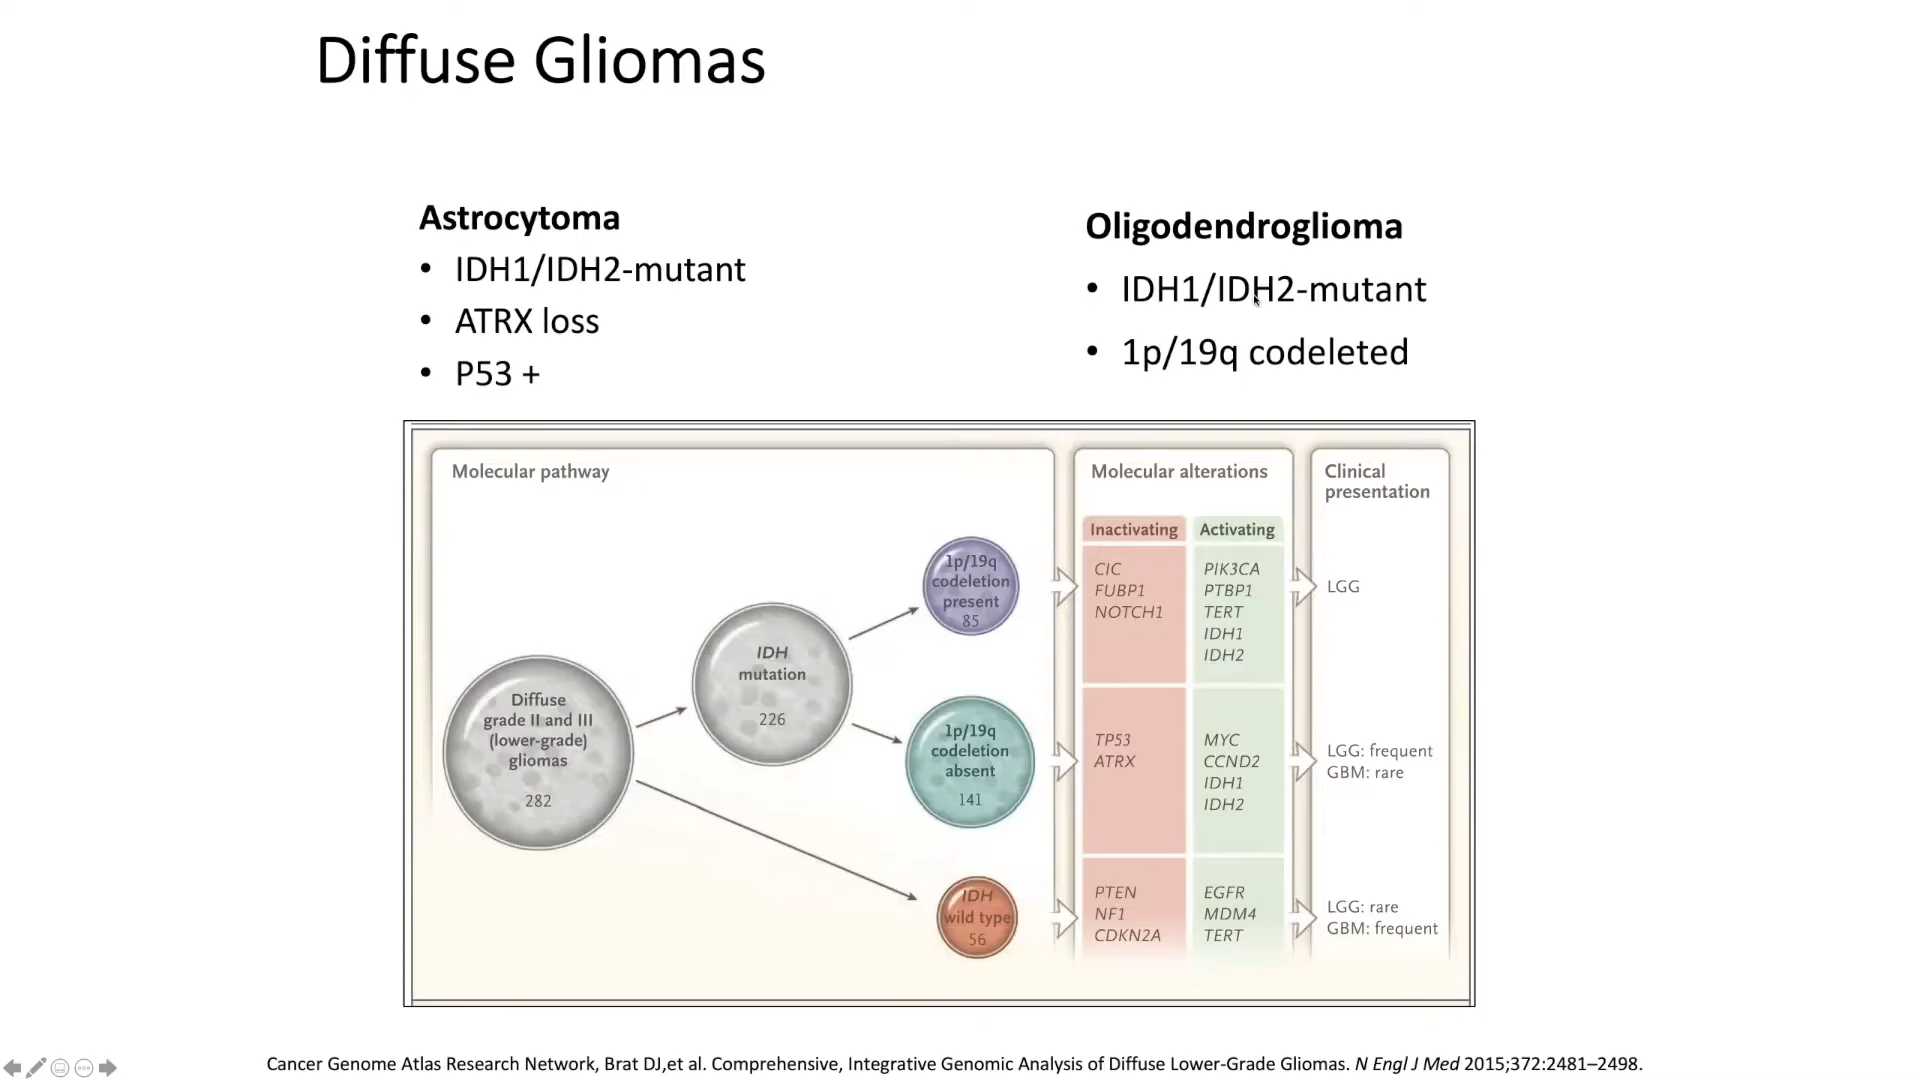 Diffuse Gliomas
Astrocytoma
• IDH1/IDH2-mutant
• ATRX loss
• P53 +
Oligodendroglioma
• IDH1/IDH2-mutant
• 1p/19q codeleted
Molecular pathway
Diffuse
grade II and III
(lower-grade)
gliomas
282
IDH
mutation
226
1p/19q
codeletion
present
85
1p/19q
codeletion
absent
141
IDH
wild type
56
Molecular alterations
Inactivating
Activating
CIC
FUBP1
NOTCH1
PIK3CA
PTBP1
TERT
IDH1
IDH2
TP53
ATRX
MYC
CCND2
IDH1
IDH2
PTEN
NF1
CDKN2A
EGFR
MDM4
TERT
Clinical
presentation
LGG
LGG: frequent
GBM: rare
LGG: rare
GBM: frequent
Cancer Genome Atlas Research Network, Brat DJ,et al. Comprehensive, Integrative Genomic Analysis of Diffuse Lower-Grade Gliomas. N Engl J Med 2015;372:2481–2498.